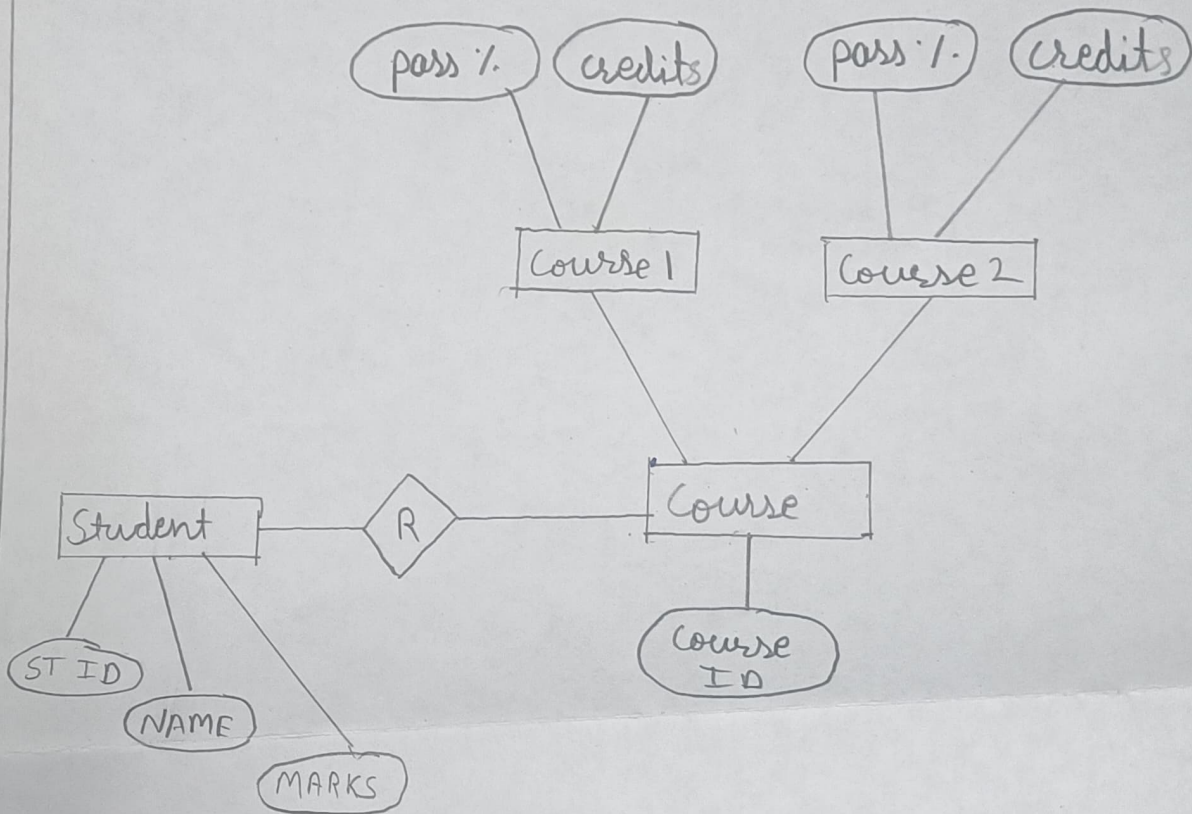 pass %.
credits
pass %.
credits
Course 1
Course 2
Student
R
Course
ST ID
Course
ID
NAME
MARKS